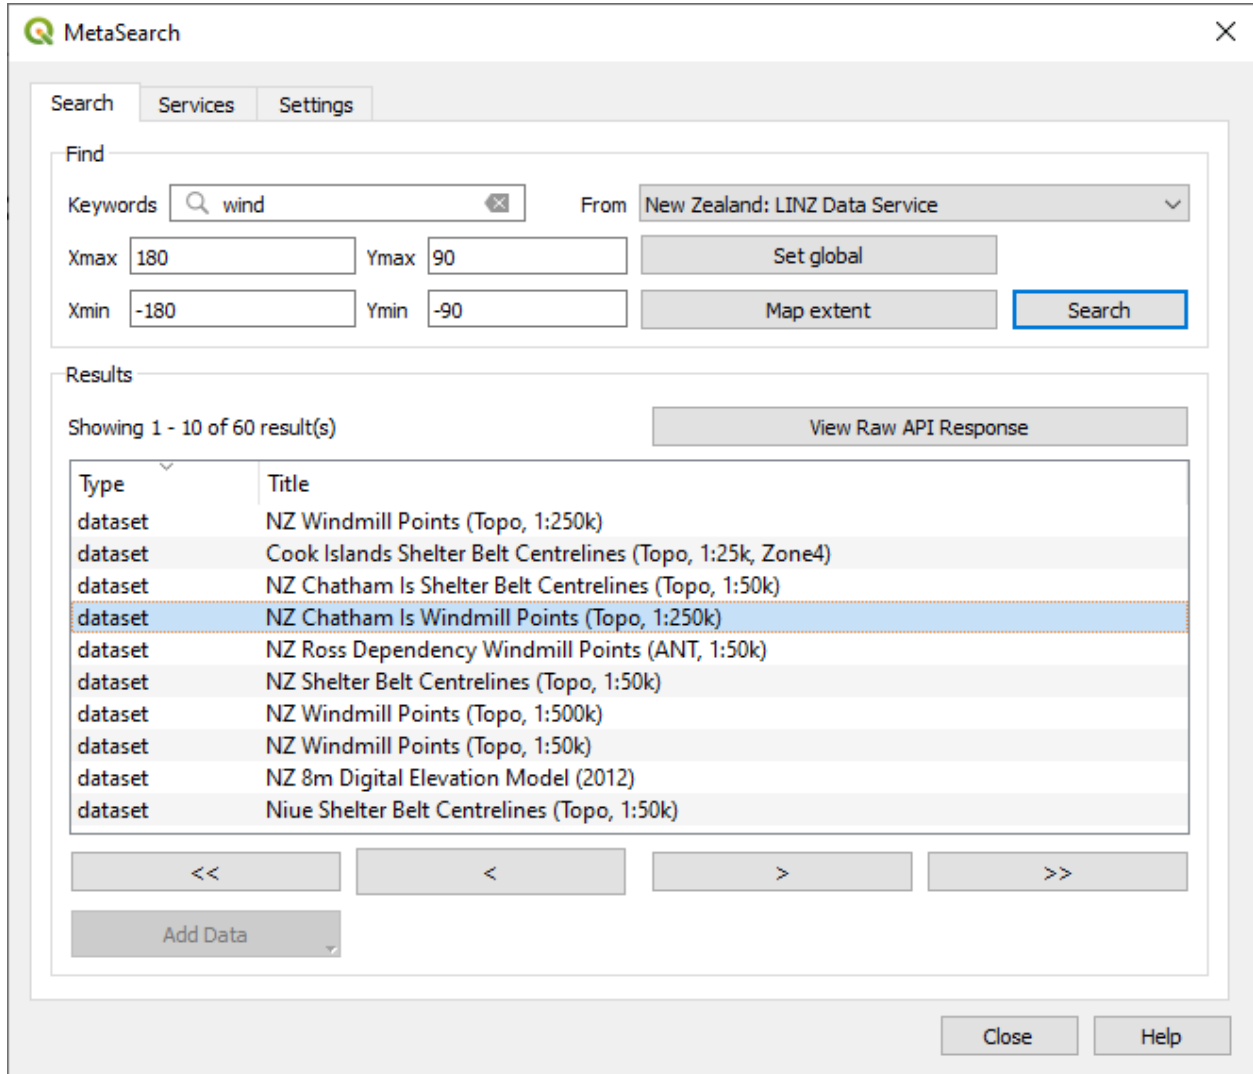 MetaSearch
Search Services Settings
Find
Keywords wind From New Zealand: LINZ Data Service
Xmax 180 Ymax 90 Set global
Xmin -180 Ymin -90 Map extent Search
Results
Showing 1 - 10 of 60 result(s) View Raw API Response
Type Title
dataset NZ Windmill Points (Topo, 1:250k)
dataset Cook Islands Shelter Belt Centrelines (Topo, 1:25k, Zone4)
dataset NZ Chatham Is Shelter Belt Centrelines (Topo, 1:50k)
dataset NZ Chatham Is Windmill Points (Topo, 1:250k)
dataset NZ Ross Dependency Windmill Points (ANT, 1:50k)
dataset NZ Shelter Belt Centrelines (Topo, 1:50k)
dataset NZ Windmill Points (Topo, 1:500k)
dataset NZ Windmill Points (Topo, 1:50k)
dataset NZ 8m Digital Elevation Model (2012)
dataset Niue Shelter Belt Centrelines (Topo, 1:50k)
<< < > >>
Add Data
Close Help